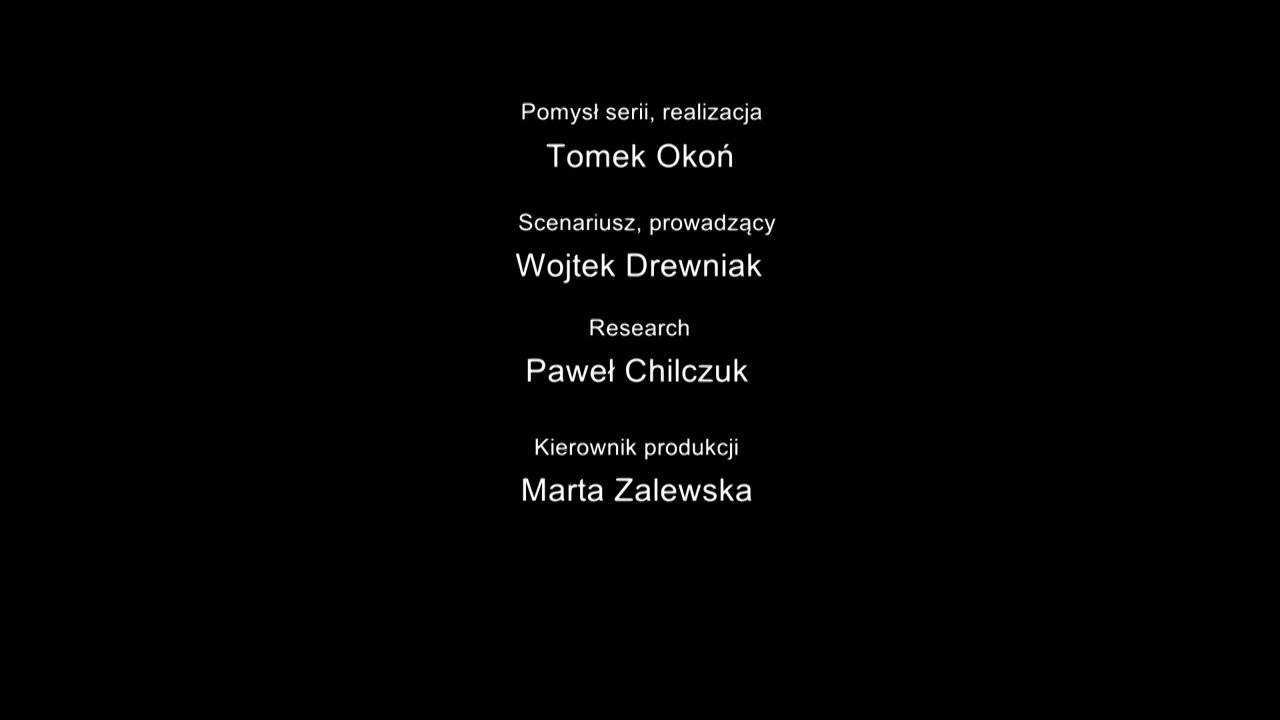 Pomysł serii, realizacja
Tomek Okoń
Scenariusz, prowadzący
Wojtek Drewniak
Research
Paweł Chilczuk
Kierownik produkcji
Marta Zalewska